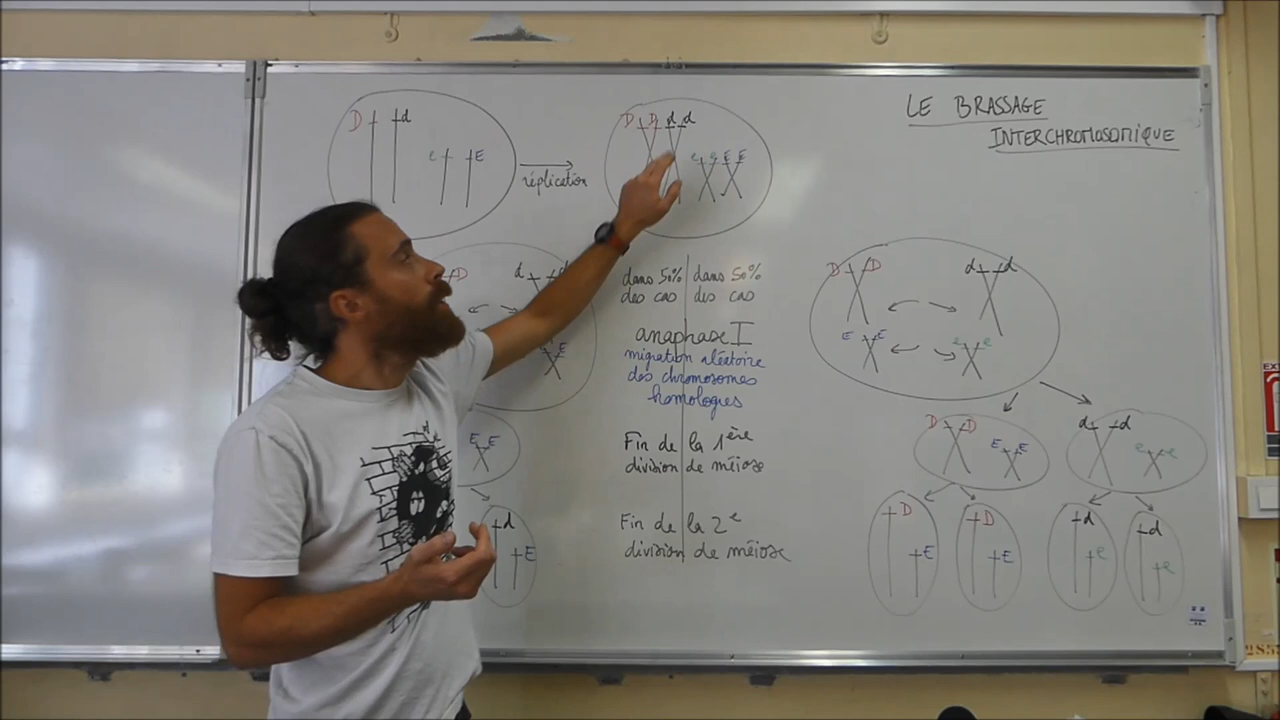 LE BRASSAGE
INTERCHROMOSOMIQUE
D d
e E
réplication
D D d d
e e E E
D d d
E
dans 50% dans 50%
des cas des cas
anaphase I
migration aléatoire
des chromosomes
homologues
D D d d
E E e e
E E
Fin de la 1ère
division de méiose
D D E E
d d e e
d E
Fin de la 2e
division de méiose
D E
D E
d e
d e